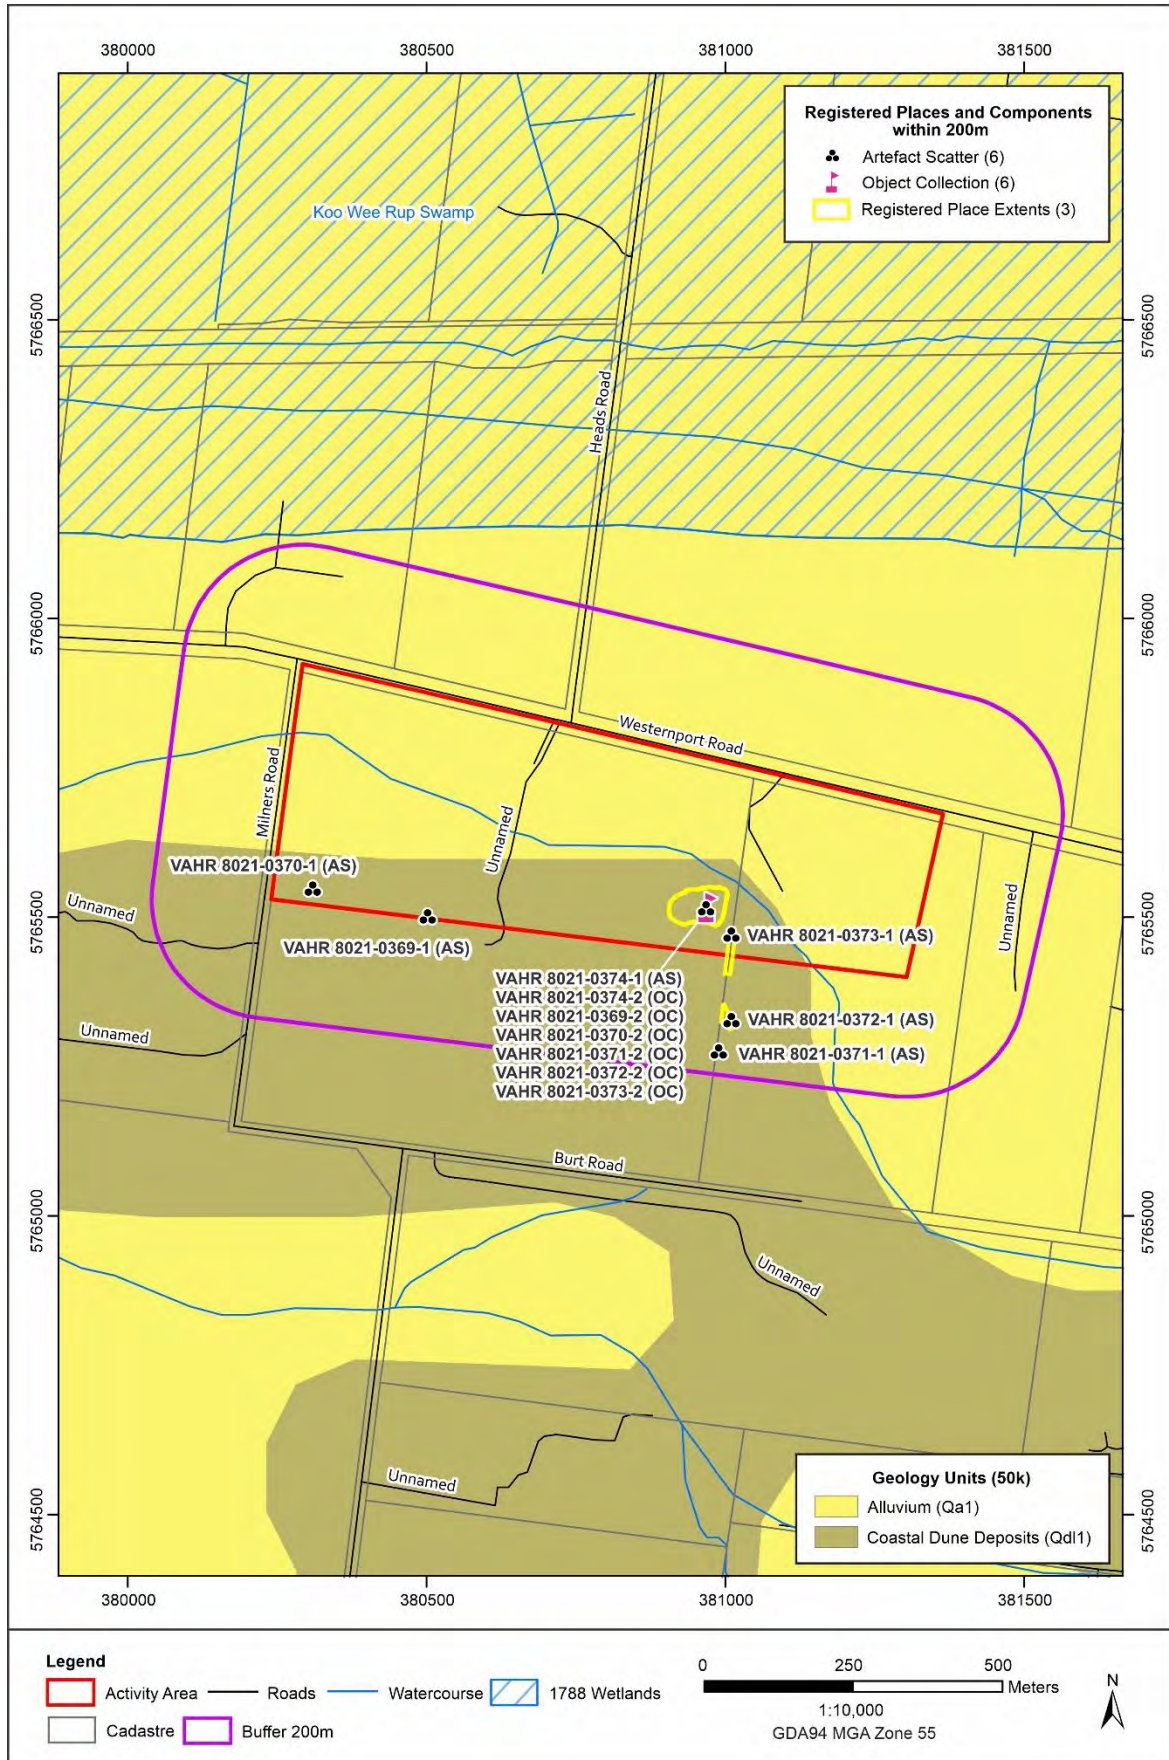 380000
380500
381000
381500
Registered Places and Components
within 200m
Artefact Scatter (6)
Object Collection (6)
Registered Place Extents (3)
Koo Wee Rup Swamp
5766500
5766500
Heads Road
5766000
5766000
Westernport Road
Milners Road
Unnamed
VAHR 8021-0370-1 (AS)
Unnamed
VAHR 8021-0369-1 (AS)
5765500
5765500
VAHR 8021-0373-1 (AS)
Unnamed
VAHR 8021-0374-1 (AS)
VAHR 8021-0374-2 (OC)
VAHR 8021-0369-2 (OC)
VAHR 8021-0370-2 (OC)
VAHR 8021-0371-2 (OC)
VAHR 8021-0372-2 (OC)
VAHR 8021-0373-2 (OC)
VAHR 8021-0372-1 (AS)
VAHR 8021-0371-1 (AS)
Unnamed
Burt Road
5765000
5765000
Unnamed
Unnamed
5764500
5764500
Geology Units (50k)
Alluvium (Qa1)
Coastal Dune Deposits (Qdl1)
380000
380500
381000
381500
Legend
Activity Area
Roads
Watercourse
1788 Wetlands
Cadastre
Buffer 200m
0 250 500
Meters
1:10,000
GDA94 MGA Zone 55
N